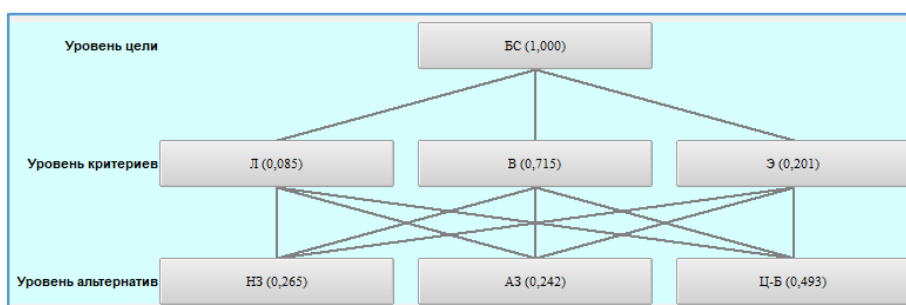 Уровень цели
БС (1,000)
Уровень критериев
Л (0,085)
В (0,715)
Э (0,201)
Уровень альтернатив
НЗ (0,265)
АЗ (0,242)
Ц-Б (0,493)